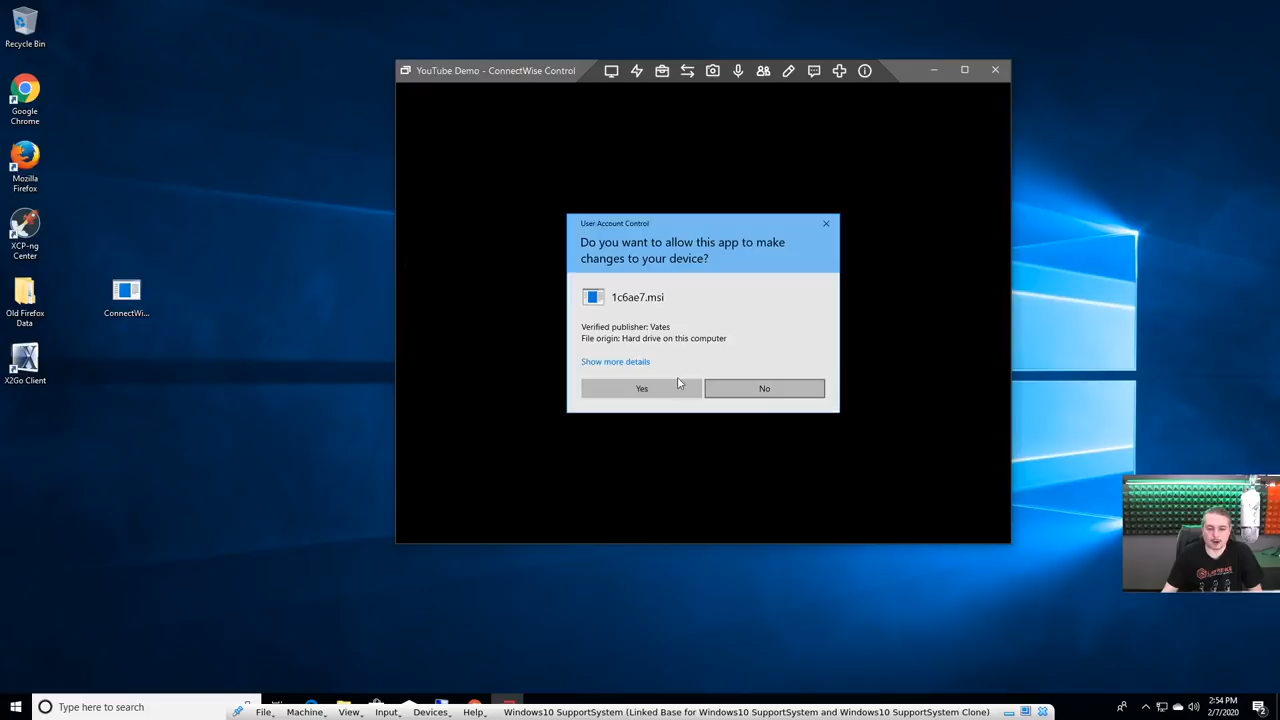 Recycle Bin
Google
Chrome
Mozilla
Firefox
XCP-ng
Center
Old Firefox
Data
X2Go Client
ConnectWi...
YouTube Demo - ConnectWise Control
User Account Control
Do you want to allow this app to make
changes to your device?
1c6ae7.msi
Verified publisher: Vates
File origin: Hard drive on this computer
Show more details
Yes
No
Type here to search
2:54 PM
2/7/2020
File
Machine
View
Input
Devices
Help
Windows10 SupportSystem (Linked Base for Windows10 SupportSystem and Windows10 SupportSystem Clone)